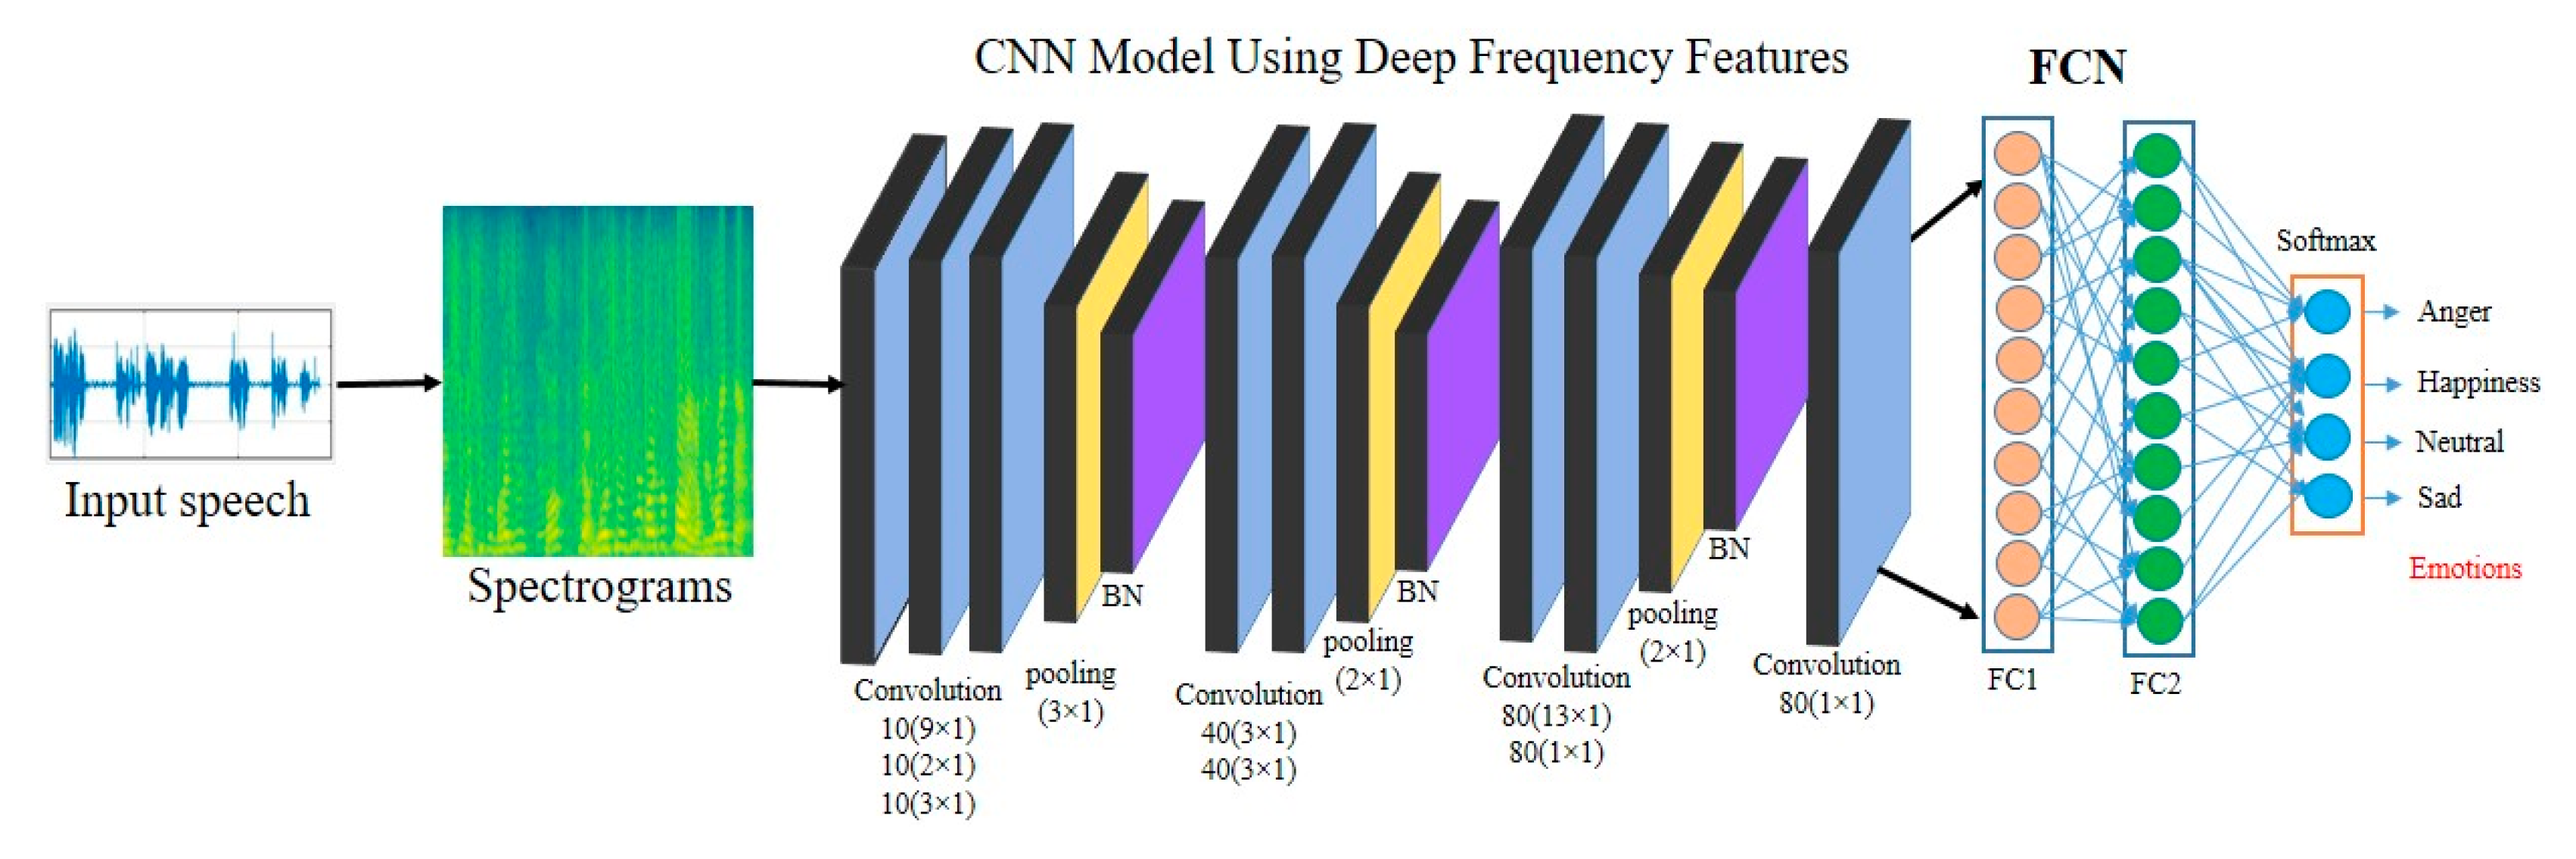 CNN Model Using Deep Frequency Features
FCN
Input speech
Spectrograms
Convolution
10(9×1)
10(2×1)
10(3×1)
pooling
(3×1)
BN
Convolution
40(3×1)
40(3×1)
pooling
(2×1)
BN
Convolution
80(13×1)
80(1×1)
pooling
(2×1)
BN
Convolution
80(1×1)
FC1
FC2
Softmax
Anger
Happiness
Neutral
Sad
Emotions